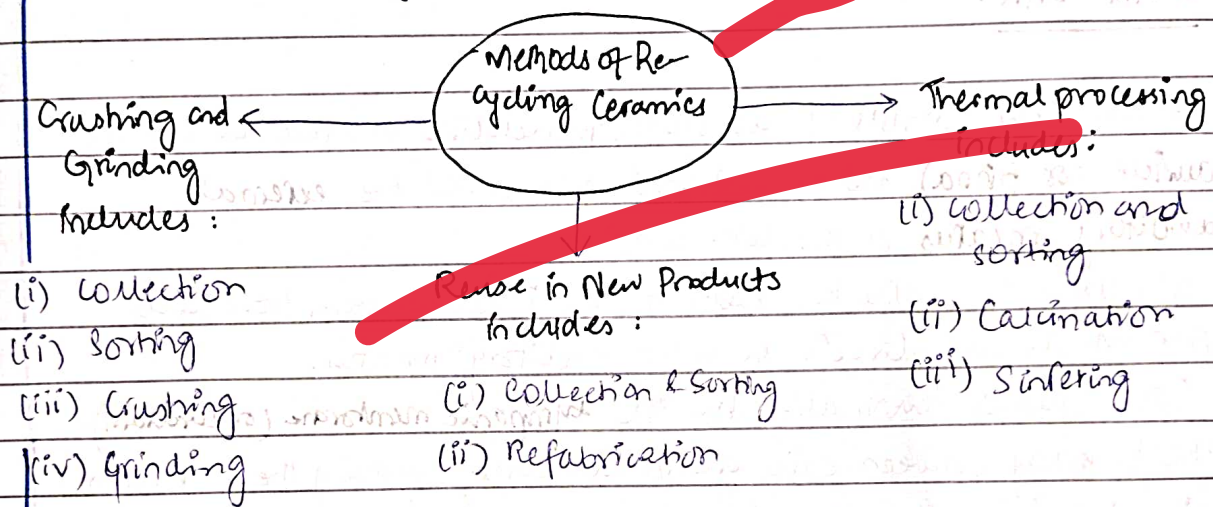 Methods of Re-
cycling Ceramics
Crushing and
Grinding
Includes :
(i) Collection
(ii) Sorting
(iii) Crushing
(iv) Grinding
Reuse in New Products
includes :
(i) Collection & Sorting
(ii) Refabrication
Thermal processing
includes :
(i) Collection and
sorting
(ii) Calcination
(iii) Sintering